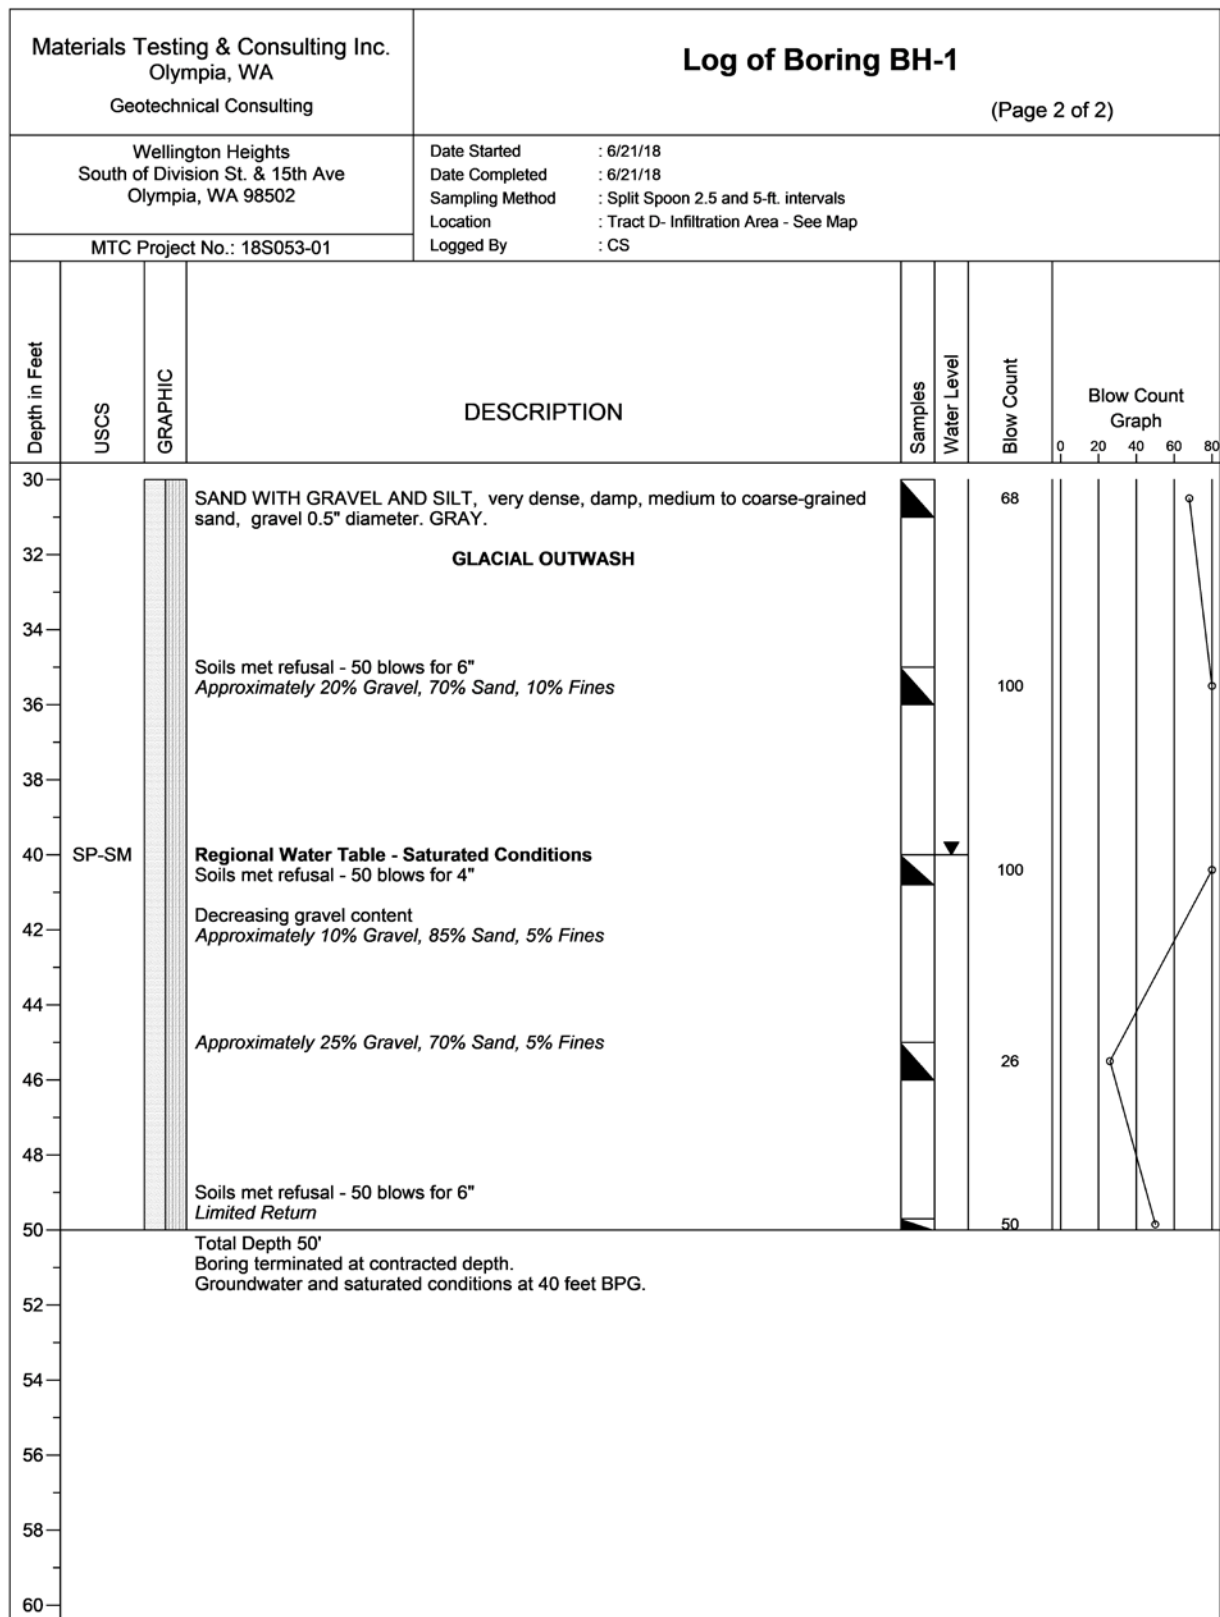 Materials Testing & Consulting Inc.
Olympia, WA
Geotechnical Consulting
Log of Boring BH-1
(Page 2 of 2)
Wellington Heights
South of Division St. & 15th Ave
Olympia, WA 98502
MTC Project No.: 18S053-01
Date Started : 6/21/18
Date Completed : 6/21/18
Sampling Method : Split Spoon 2.5 and 5-ft. intervals
Location : Tract D- Infiltration Area - See Map
Logged By : CS
Depth in Feet
USCS
GRAPHIC
DESCRIPTION
Samples
Water Level
Blow Count
Blow Count
Graph
0 20 40 60 80
30
SAND WITH GRAVEL AND SILT, very dense, damp, medium to coarse-grained
68
sand, gravel 0.5" diameter. GRAY.
32
GLACIAL OUTWASH
34
Soils met refusal - 50 blows for 6"
Approximately 20% Gravel, 70% Sand, 10% Fines
100
36
38
40
SP-SM
Regional Water Table - Saturated Conditions
Soils met refusal - 50 blows for 4"
100
Decreasing gravel content
42
Approximately 10% Gravel, 85% Sand, 5% Fines
44
Approximately 25% Gravel, 70% Sand, 5% Fines
26
46
48
Soils met refusal - 50 blows for 6"
Limited Return
50
50
Total Depth 50'
Boring terminated at contracted depth.
Groundwater and saturated conditions at 40 feet BPG.
52
54
56
58
60